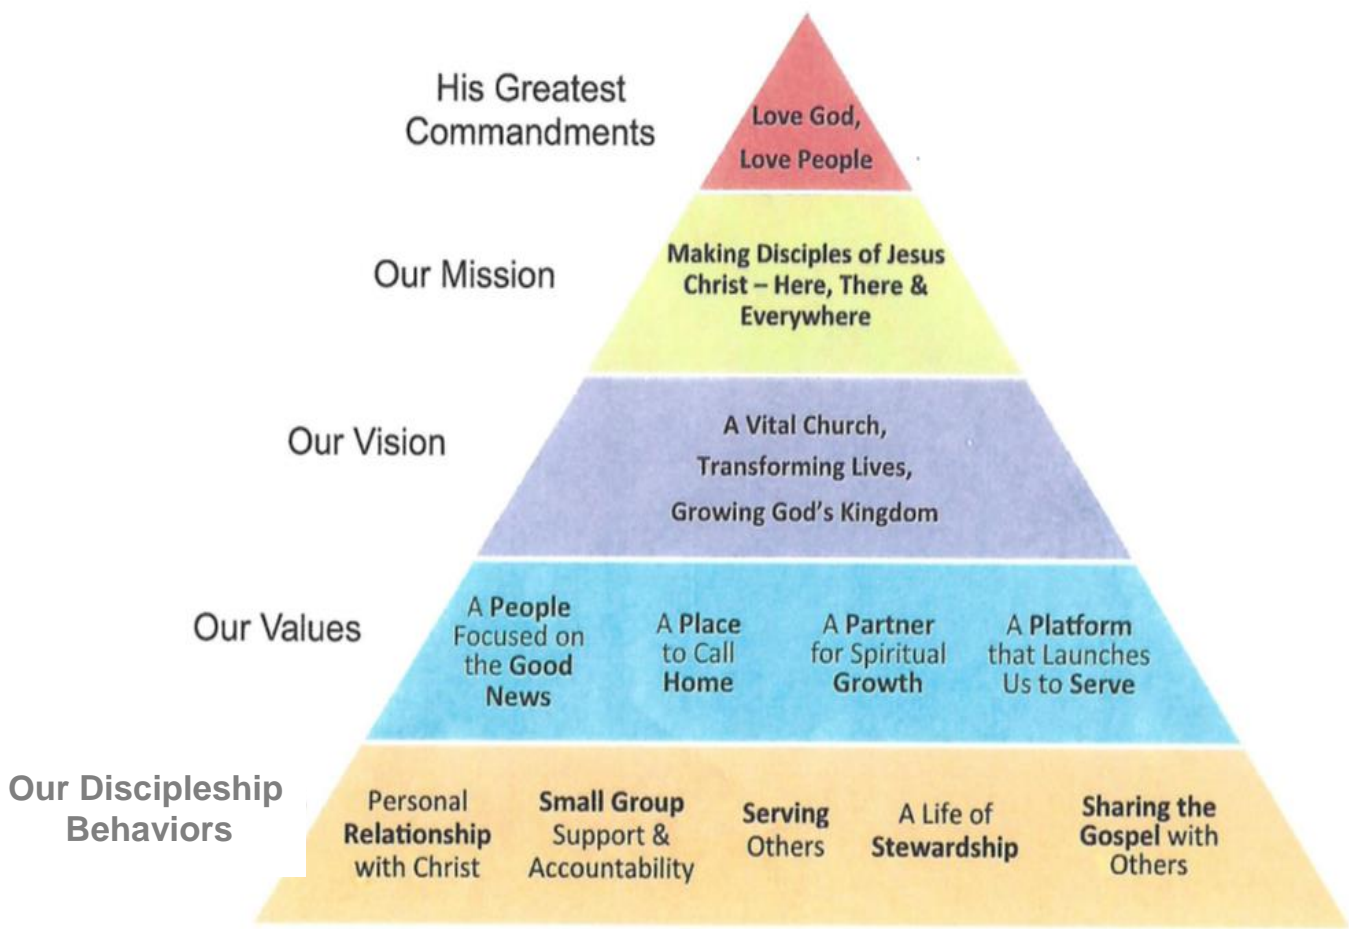 His Greatest
Commandments
Love God,
Love People
Our Mission
Making Disciples of Jesus
Christ – Here, There &
Everywhere
Our Vision
A Vital Church,
Transforming Lives,
Growing God's Kingdom
Our Values
A People
Focused on
the Good
News
A Place
to Call
Home
A Partner
for Spiritual
Growth
A Platform
that Launches
Us to Serve
Our Discipleship
Behaviors
Personal
Relationship
with Christ
Small Group
Support &
Accountability
Serving
Others
A Life of
Stewardship
Sharing the
Gospel with
Others